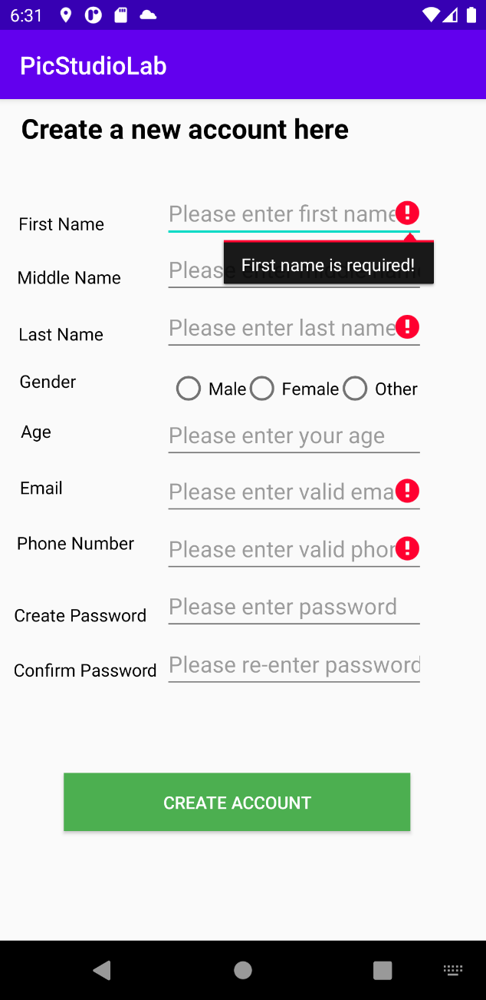 6:31
PicStudioLab
Create a new account here
First Name
Please enter first name
First name is required!
Middle Name
Please
Last Name
Please enter last name
Gender
Male
Female
Other
Age
Please enter your age
Email
Please enter valid ema
Phone Number
Please enter valid phon
Create Password
Please enter password
Confirm Password
Please re-enter password
CREATE ACCOUNT